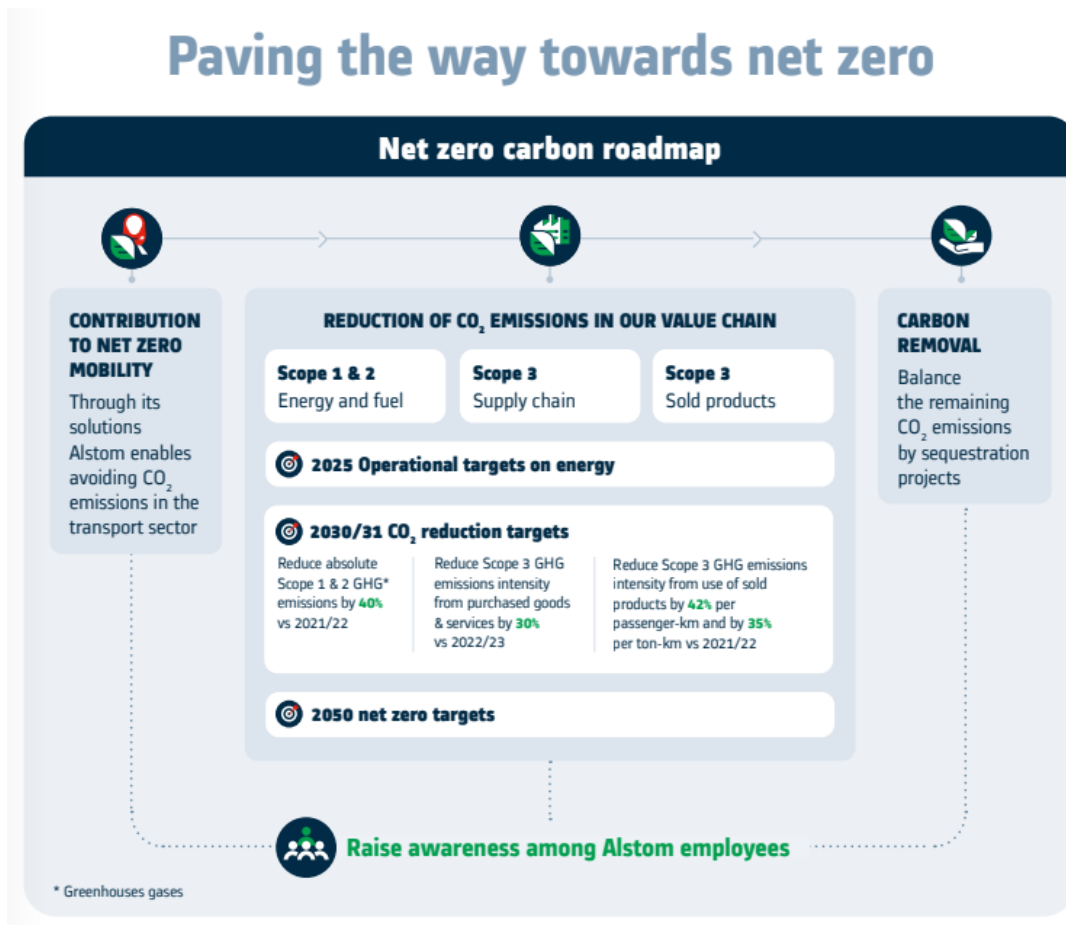 Paving the way towards net zero
Net zero carbon roadmap
CONTRIBUTION
TO NET ZERO
MOBILITY
Through its
solutions
Alstom enables
avoiding CO₂
emissions in the
transport sector
REDUCTION OF CO₂ EMISSIONS IN OUR VALUE CHAIN
Scope 1 & 2
Energy and fuel
Scope 3
Supply chain
Scope 3
Sold products
2025 Operational targets on energy
2030/31 CO₂ reduction targets
Reduce absolute
Scope 1 & 2 GHG*
emissions by 40%
vs 2021/22
Reduce Scope 3 GHG
emissions intensity
from purchased goods
& services by 30%
vs 2022/23
Reduce Scope 3 GHG emissions
intensity from use of sold
products by 42% per
passenger-km and by 35%
per ton-km vs 2021/22
2050 net zero targets
CARBON
REMOVAL
Balance
the remaining
CO₂ emissions
by sequestration
projects
Raise awareness among Alstom employees
* Greenhouses gases